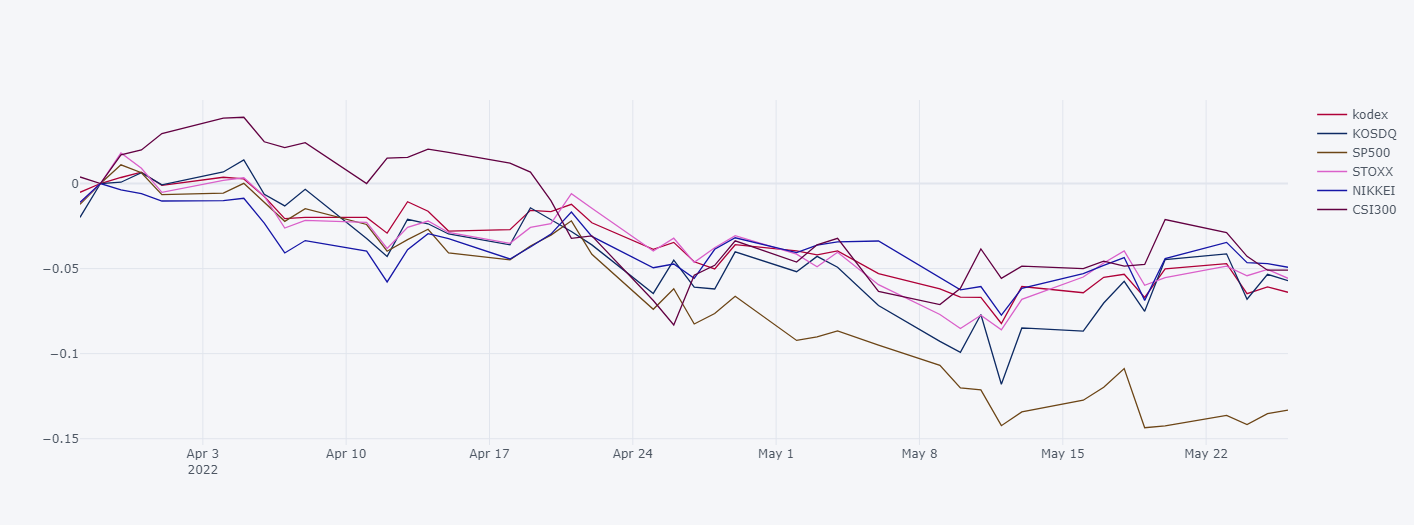 kodex
KOSDQ
SP500
STOXX
NIKKEI
CSI300
0
−0.05
−0.1
−0.15
Apr 3
2022
Apr 10
Apr 17
Apr 24
May 1
May 8
May 15
May 22